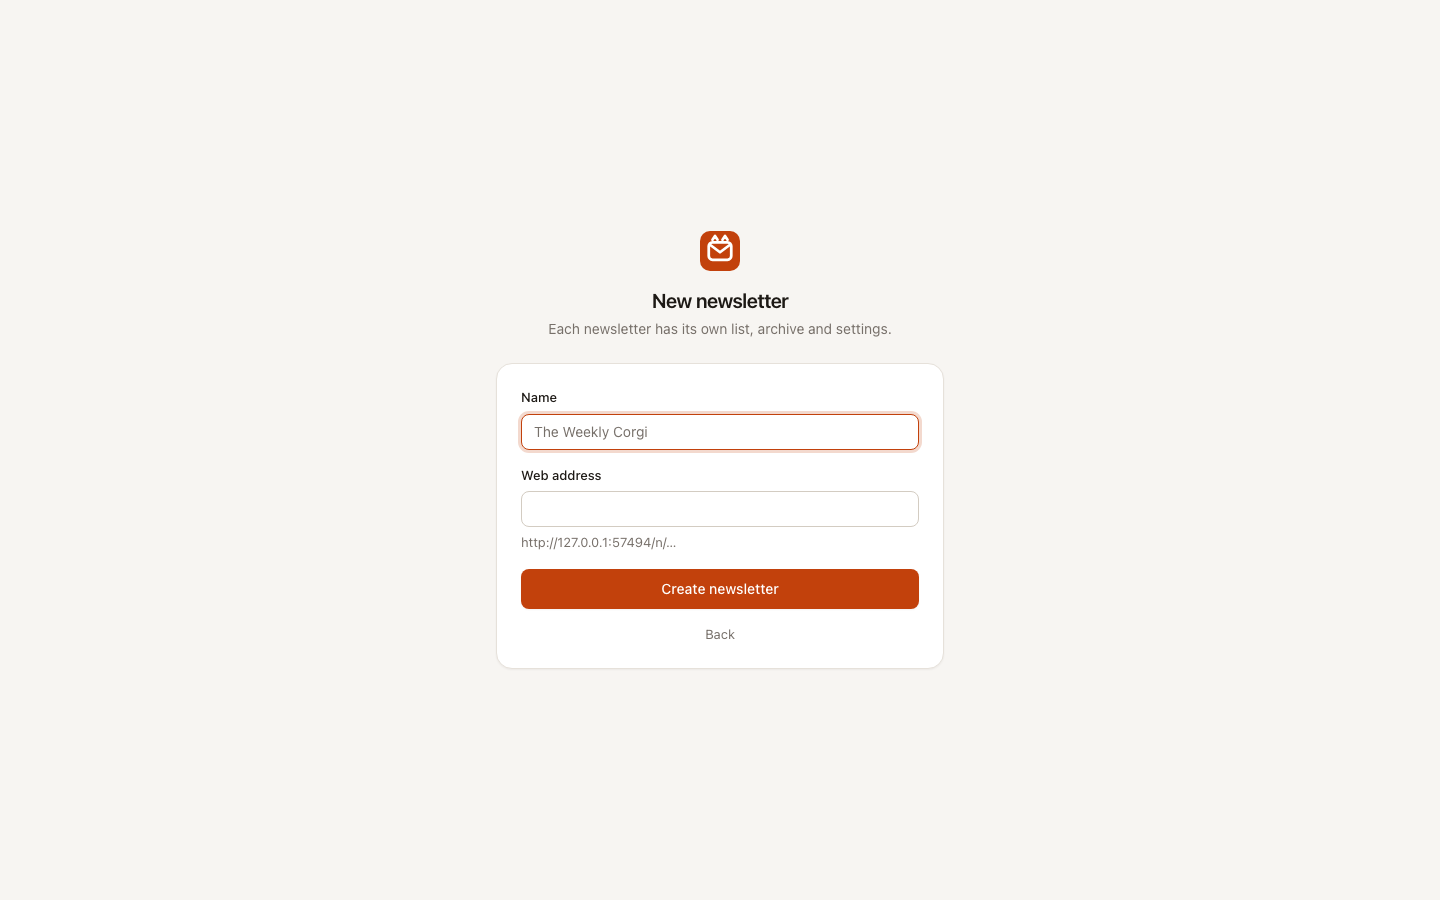 New newsletter
Each newsletter has its own list, archive and settings.
Name
The Weekly Corgi
Web address
http://127.0.0.1:57494/n/…
Create newsletter
Back